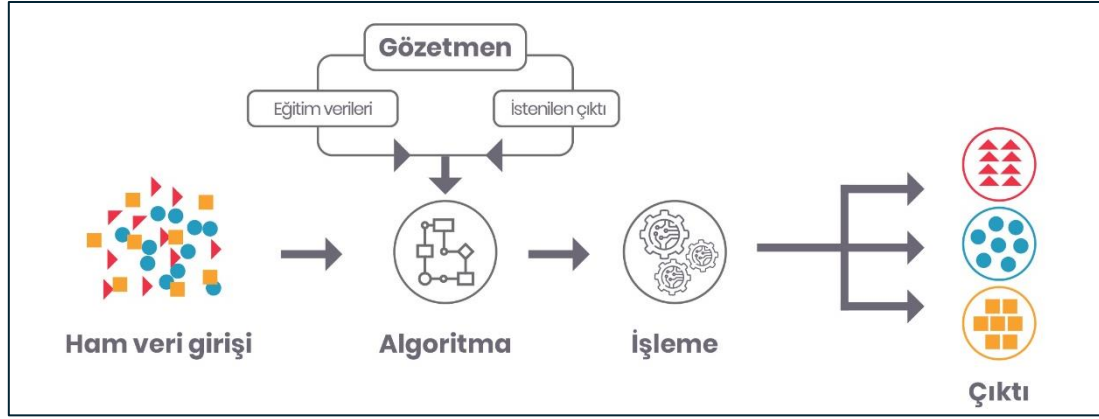 Gözetmen
Eğitim verileri
İstenilen çıktı
Ham veri girişi
Algoritma
İşleme
Çıktı